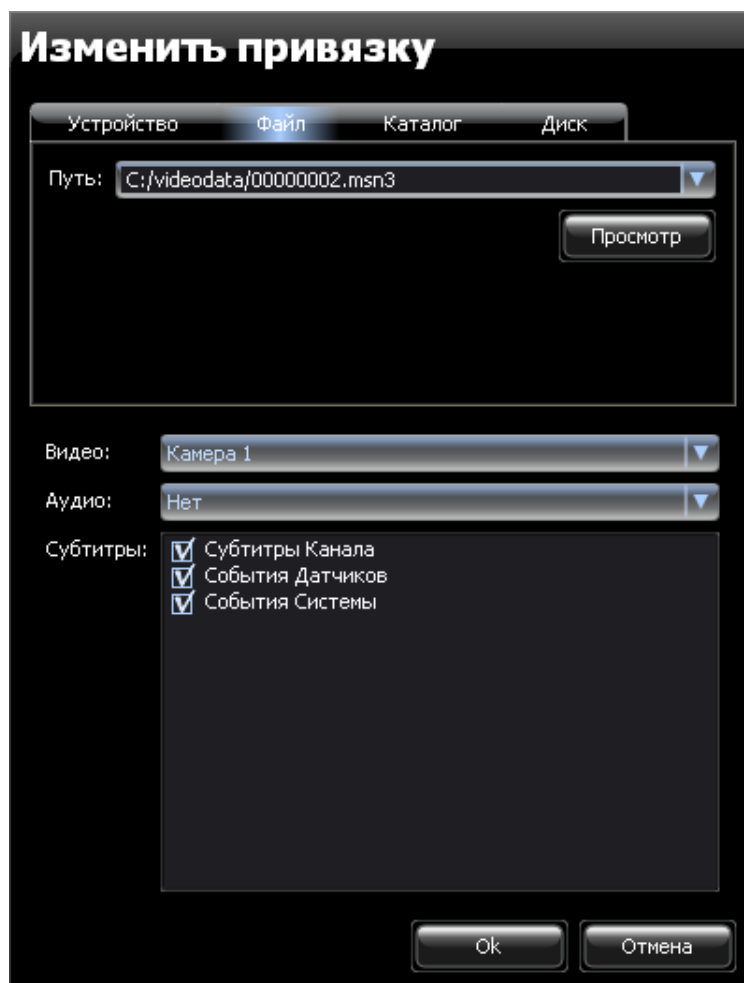 Изменить привязку
Устройство Файл Каталог Диск
Путь: C:/videodata/00000002.msn3
Просмотр
Видео: Камера 1
Аудио: Нет
Субтитры: Субтитры Канала
События Датчиков
События Системы
Ok Отмена